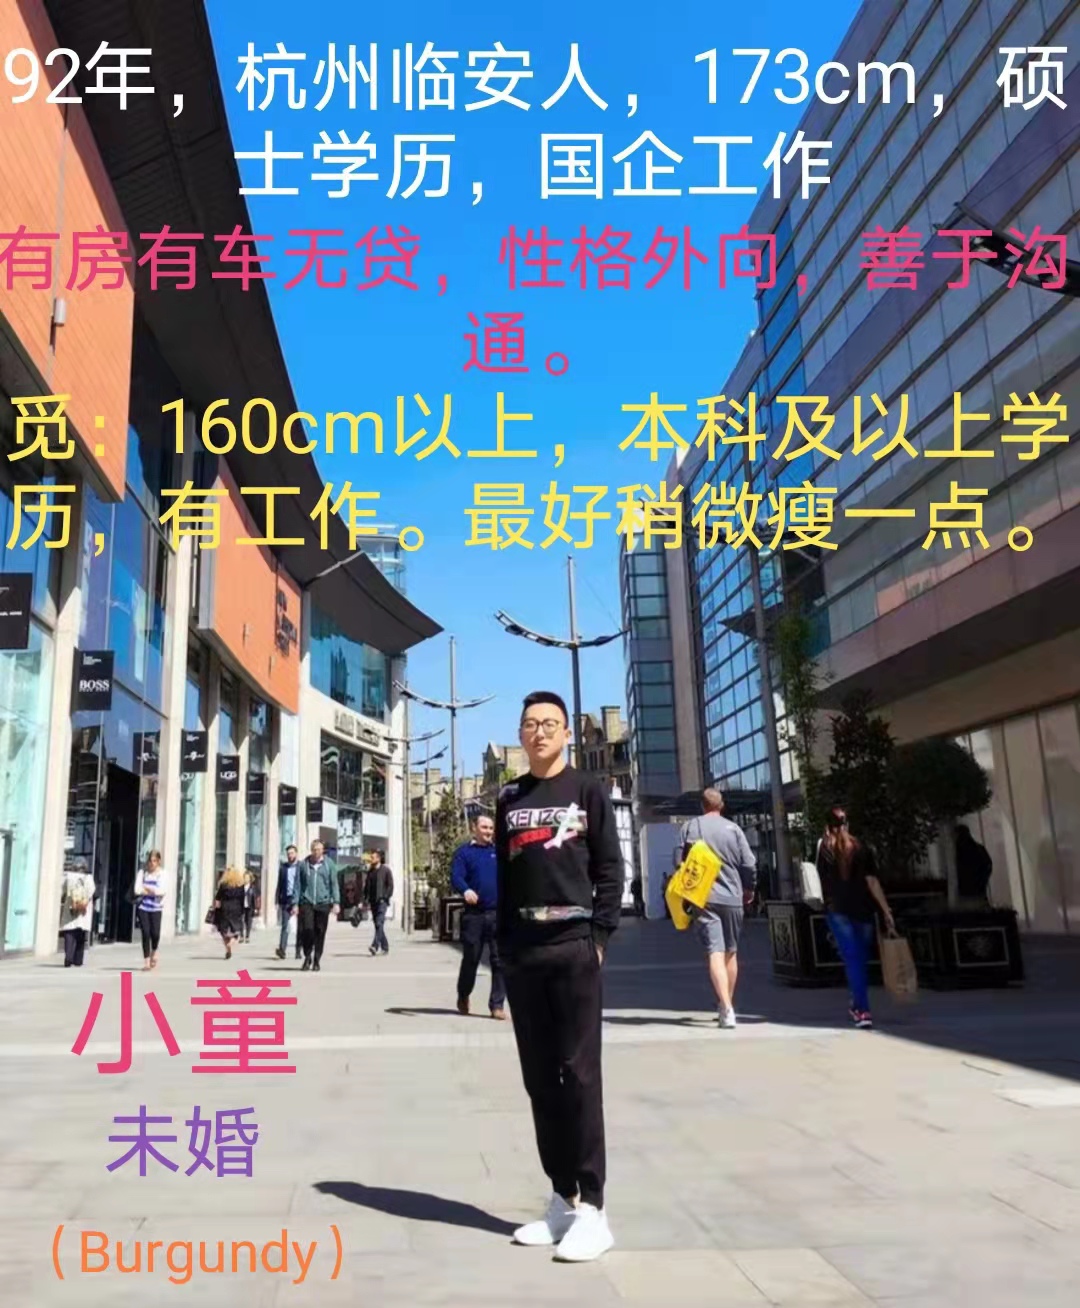 92年，杭州临安人，173cm，硕
士学历，国企工作
有房有车无贷，性格外向，善于沟
通。
觅：160cm以上，本科及以上学
历，有工作。最好稍微瘦一点。
BOSS
UGG
KENZO
小童
未婚
（Burgundy）